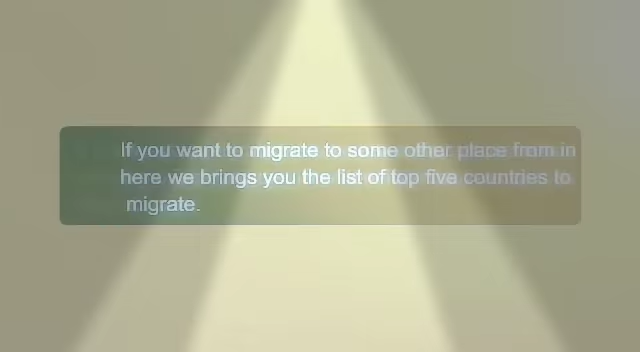 If you want to migrate to some other place from in
here we brings you the list of top five countries to
migrate.